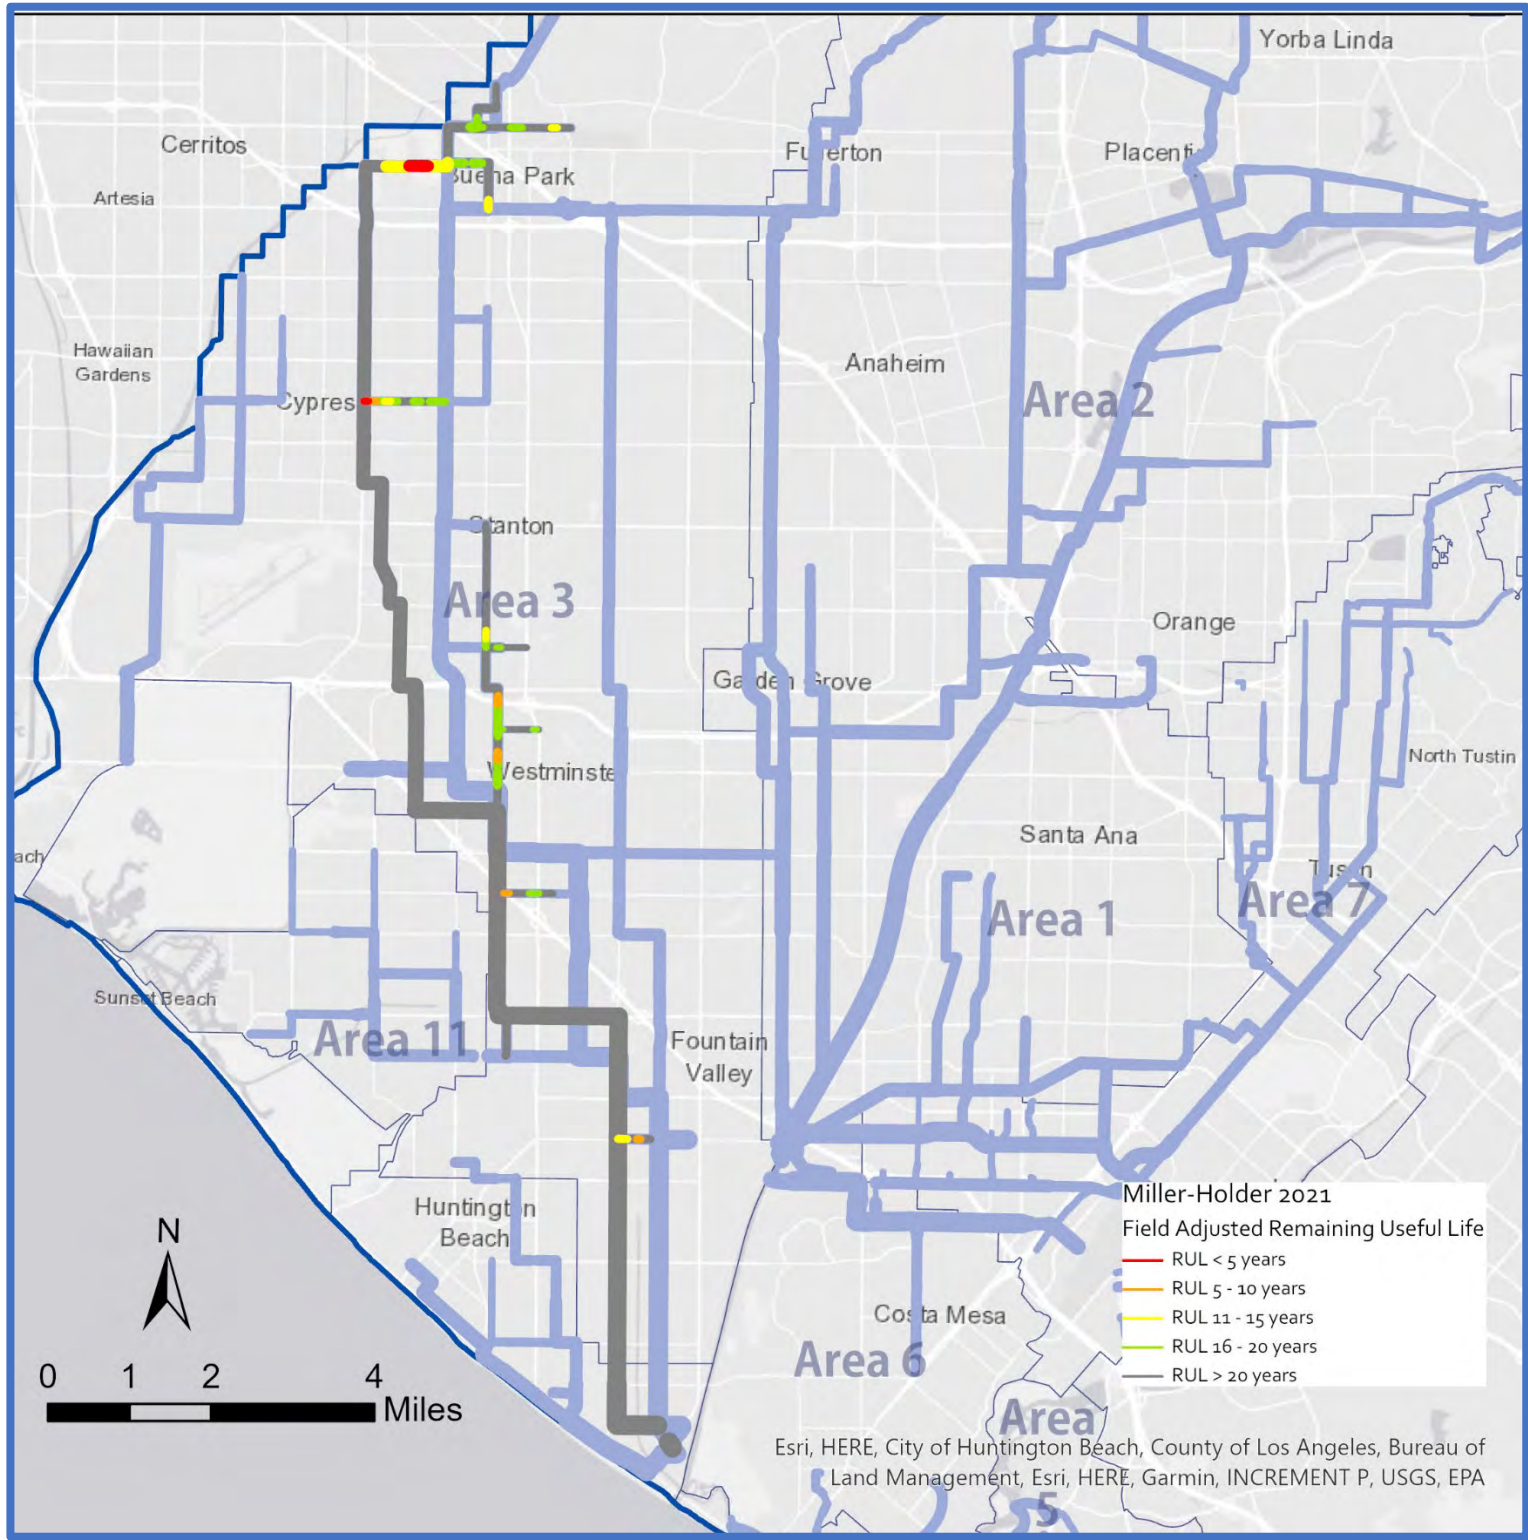 Yorba Linda
Cerritos
Fullerton
Placentia
Buena Park
Artesia
Hawaiian
Gardens
Anaheim
Cypres
Area 2
Stanton
Area 3
Orange
Garden Grove
North Tustin
Westminste
Santa Ana
ach
Tustin
Area 7
Area 1
Sunset Beach
Area 11
Fountain
Valley
Huntington
Beach
N
Costa Mesa
Area 6
Area
5
Miller-Holder 2021
Field Adjusted Remaining Useful Life
RUL < 5 years
RUL 5 - 10 years
RUL 11 - 15 years
RUL 16 - 20 years
RUL > 20 years
0 1 2 4
Miles
Esri, HERE, City of Huntington Beach, County of Los Angeles, Bureau of
Land Management, Esri, HERE, Garmin, INCREMENT P, USGS, EPA